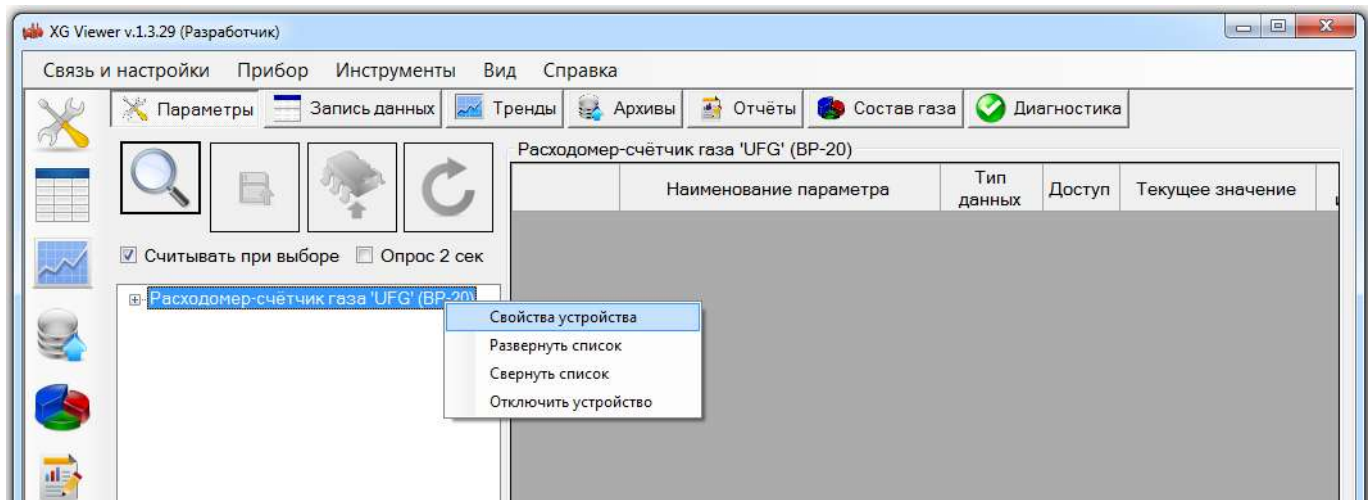 XG Viewer v.1.3.29 (Разработчик)
Связь и настройки Прибор Инструменты Вид Справка
Параметры Запись данных Тренды Архивы Отчёты Состав газа Диагностика
Расходомер-счётчик газа 'UFG' (ВР-20)
Наименование параметра
Тип
данных
Доступ
Текущее значение
Считывать при выборе Опрос 2 сек
Расходомер-счётчик газа 'UFG' (ВР-20)
Свойства устройства
Развернуть список
Свернуть список
Отключить устройство